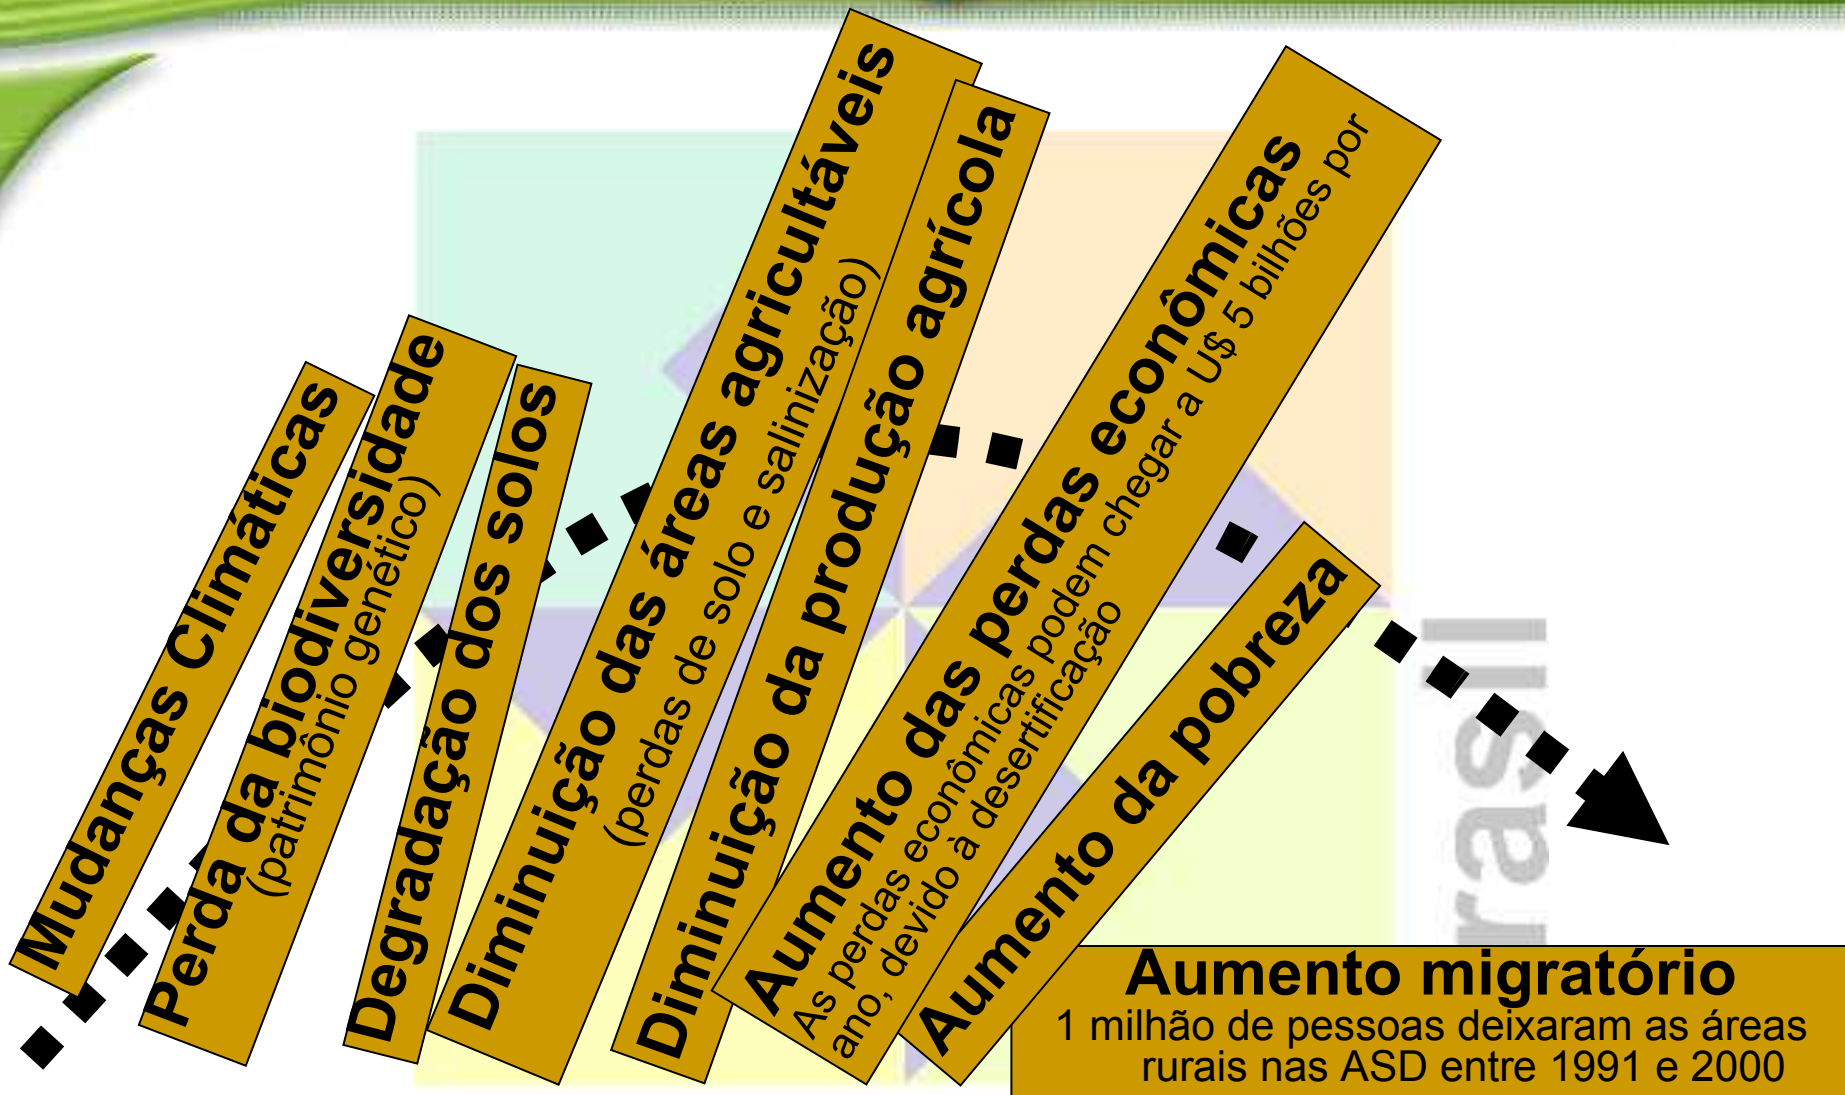 Mudanças Climáticas
Perda da biodiversidade
(patrimônio genético)
Degradação dos solos
Diminuição das áreas agricultáveis
(perdas de solo e salinização)
Diminuição da produção agrícola
Aumento das perdas econômicas
As perdas econômicas podem chegar a U$ 5 bilhões por
ano, devido à desertificação
Aumento da pobreza
Aumento migratório
1 milhão de pessoas deixaram as áreas
rurais nas ASD entre 1991 e 2000
rasil